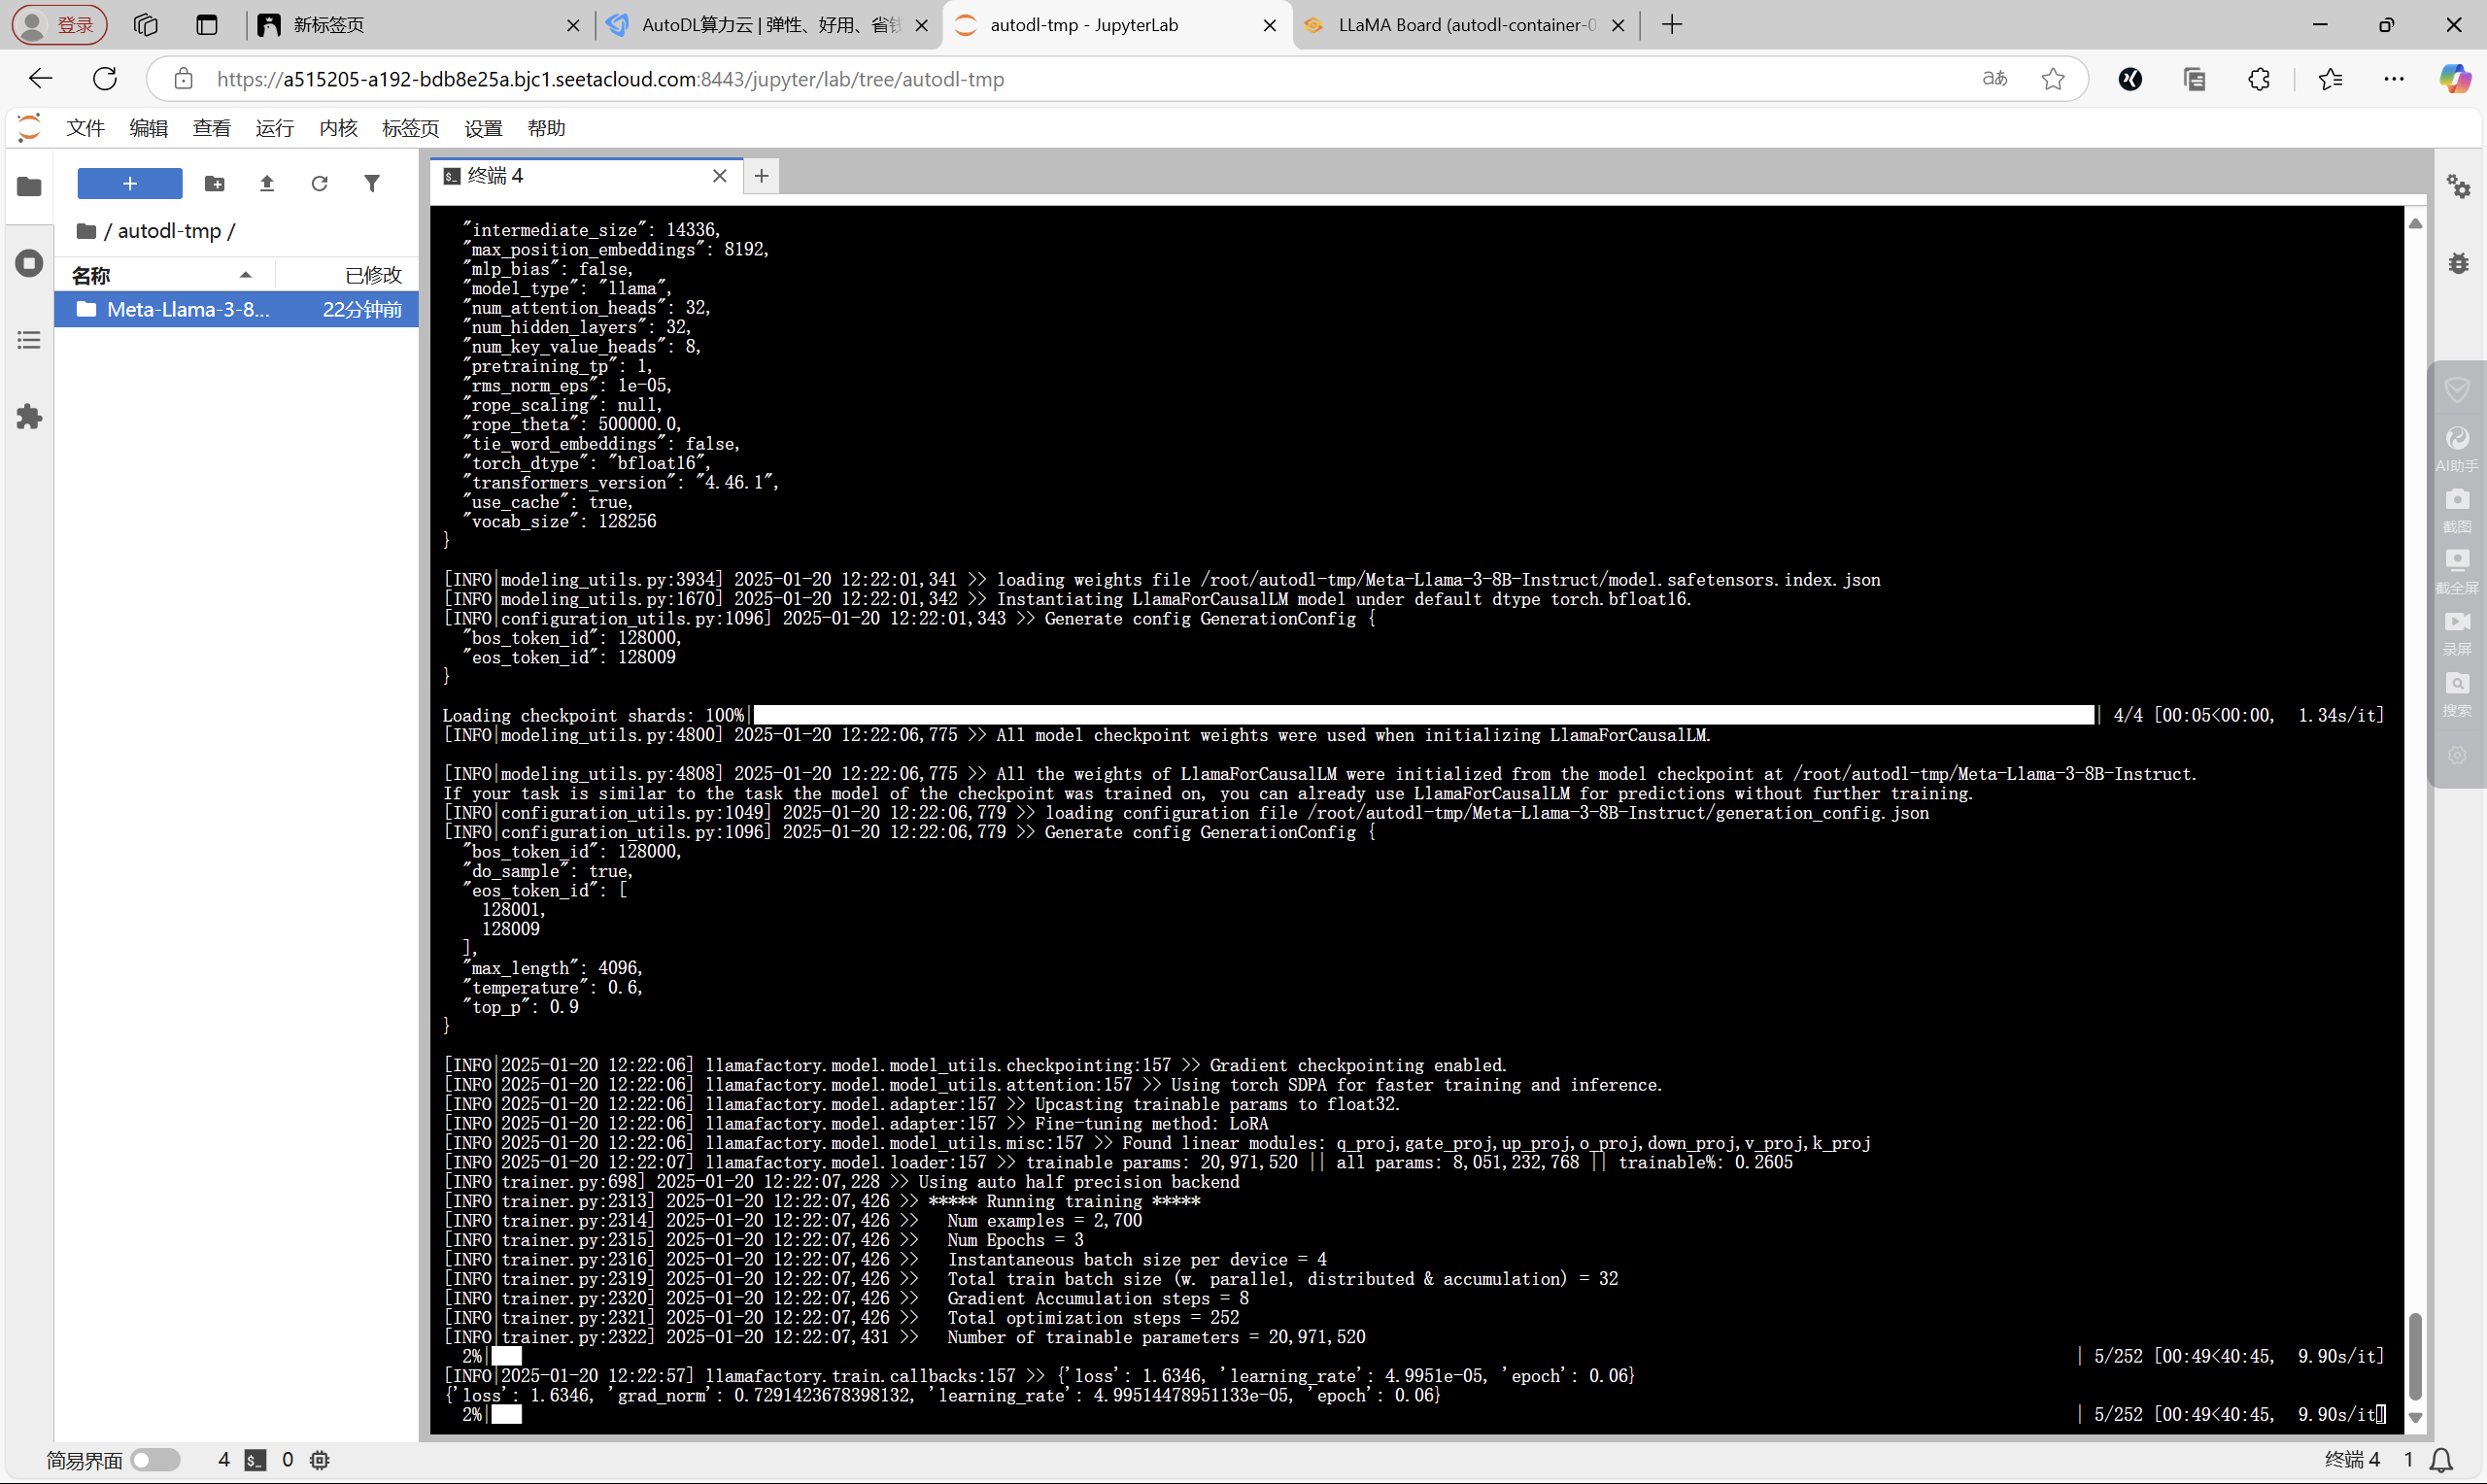 登录
新标签页
AutoDL算力云 | 弹性、好用、省钱
autodl-tmp - JupyterLab
LLaMA Board (autodl-container-0
https://a515205-a192-bdb8e25a.bjc1.seetacloud.com:8443/jupyter/lab/tree/autodl-tmp
aあ
文件 编辑 查看 运行 内核 标签页 设置 帮助
终端 4
/ autodl-tmp /
名称 已修改
Meta-Llama-3-8... 22分钟前
"intermediate_size": 14336,
"max_position_embeddings": 8192,
"mlp_bias": false,
"model_type": "llama",
"num_attention_heads": 32,
"num_hidden_layers": 32,
"num_key_value_heads": 8,
"pretraining_tp": 1,
"rms_norm_eps": 1e-05,
"rope_scaling": null,
"rope_theta": 500000.0,
"tie_word_embeddings": false,
"torch_dtype": "bfloat16",
"transformers_version": "4.46.1",
"use_cache": true,
"vocab_size": 128256
}
[INFO|modeling_utils.py:3934] 2025-01-20 12:22:01,341 >> loading weights file /root/autodl-tmp/Meta-Llama-3-8B-Instruct/model.safetensors.index.json
[INFO|modeling_utils.py:1670] 2025-01-20 12:22:01,342 >> Instantiating LlamaForCausalLM model under default dtype torch.bfloat16.
[INFO|configuration_utils.py:1096] 2025-01-20 12:22:01,343 >> Generate config GenerationConfig {
"bos_token_id": 128000,
"eos_token_id": 128009
}
Loading checkpoint shards: 100%| | 4/4 [00:05<00:00, 1.34s/it]
[INFO|modeling_utils.py:4800] 2025-01-20 12:22:06,775 >> All model checkpoint weights were used when initializing LlamaForCausalLM.
[INFO|modeling_utils.py:4808] 2025-01-20 12:22:06,775 >> All the weights of LlamaForCausalLM were initialized from the model checkpoint at /root/autodl-tmp/Meta-Llama-3-8B-Instruct.
If your task is similar to the task the model of the checkpoint was trained on, you can already use LlamaForCausalLM for predictions without further training.
[INFO|configuration_utils.py:1049] 2025-01-20 12:22:06,779 >> loading configuration file /root/autodl-tmp/Meta-Llama-3-8B-Instruct/generation_config.json
[INFO|configuration_utils.py:1096] 2025-01-20 12:22:06,779 >> Generate config GenerationConfig {
"bos_token_id": 128000,
"do_sample": true,
"eos_token_id": [
128001,
128009
],
"max_length": 4096,
"temperature": 0.6,
"top_p": 0.9
}
[INFO|2025-01-20 12:22:06] llamafactory.model.model_utils.checkpointing:157 >> Gradient checkpointing enabled.
[INFO|2025-01-20 12:22:06] llamafactory.model.model_utils.attention:157 >> Using torch SDPA for faster training and inference.
[INFO|2025-01-20 12:22:06] llamafactory.model.adapter:157 >> Upcasting trainable params to float32.
[INFO|2025-01-20 12:22:06] llamafactory.model.adapter:157 >> Fine-tuning method: LoRA
[INFO|2025-01-20 12:22:06] llamafactory.model.model_utils.misc:157 >> Found linear modules: q_proj,gate_proj,up_proj,o_proj,down_proj,v_proj,k_proj
[INFO|2025-01-20 12:22:07] llamafactory.model.loader:157 >> trainable params: 20,971,520 || all params: 8,051,232,768 || trainable%: 0.2605
[INFO|trainer.py:698] 2025-01-20 12:22:07,228 >> Using auto half precision backend
[INFO|trainer.py:2313] 2025-01-20 12:22:07,426 >> ***** Running training *****
[INFO|trainer.py:2314] 2025-01-20 12:22:07,426 >> Num examples = 2,700
[INFO|trainer.py:2315] 2025-01-20 12:22:07,426 >> Num Epochs = 3
[INFO|trainer.py:2316] 2025-01-20 12:22:07,426 >> Instantaneous batch size per device = 4
[INFO|trainer.py:2319] 2025-01-20 12:22:07,426 >> Total train batch size (w. parallel, distributed & accumulation) = 32
[INFO|trainer.py:2320] 2025-01-20 12:22:07,426 >> Gradient Accumulation steps = 8
[INFO|trainer.py:2321] 2025-01-20 12:22:07,426 >> Total optimization steps = 252
[INFO|trainer.py:2322] 2025-01-20 12:22:07,431 >> Number of trainable parameters = 20,971,520
2%| | 5/252 [00:49<40:45, 9.90s/it]
[INFO|2025-01-20 12:22:57] llamafactory.train.callbacks:157 >> {'loss': 1.6346, 'learning_rate': 4.9951e-05, 'epoch': 0.06}
{'loss': 1.6346, 'grad_norm': 0.7291423678398132, 'learning_rate': 4.99514478951133e-05, 'epoch': 0.06}
2%| | 5/252 [00:49<40:45, 9.90s/it]
AI助手
截图
截全屏
录屏
搜索
简易界面 4 0
终端 4 1